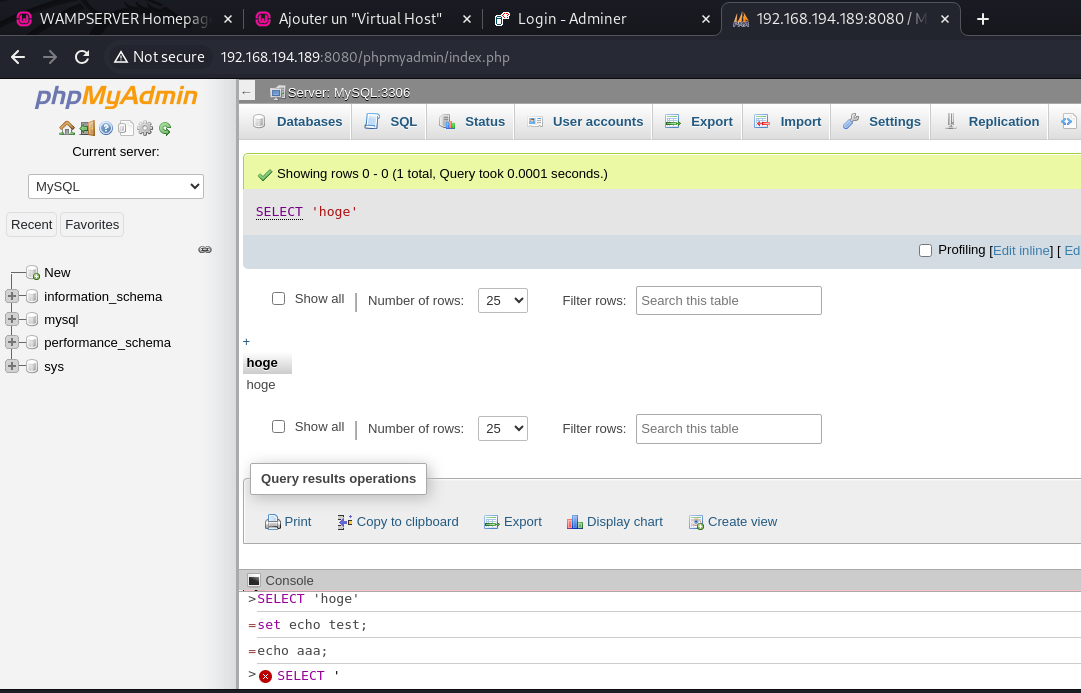 WAMPSERVER Homepag
Ajouter un "Virtual Host"
Login - Adminer
192.168.194.189:8080 / M
Not secure 192.168.194.189:8080/phpmyadmin/index.php
phpMyAdmin
Current server:
MySQL
Recent Favorites
New
information_schema
mysql
performance_schema
sys
Server: MySQL:3306
Databases SQL Status User accounts Export Import Settings Replication
Showing rows 0 - 0 (1 total, Query took 0.0001 seconds.)
SELECT 'hoge'
Profiling [Edit inline] [ Ed
Show all | Number of rows: 25 Filter rows: Search this table
+
hoge
hoge
Show all | Number of rows: 25 Filter rows: Search this table
Query results operations
Print Copy to clipboard Export Display chart Create view
Console
>SELECT 'hoge'
=set echo test;
=echo aaa;
> SELECT '